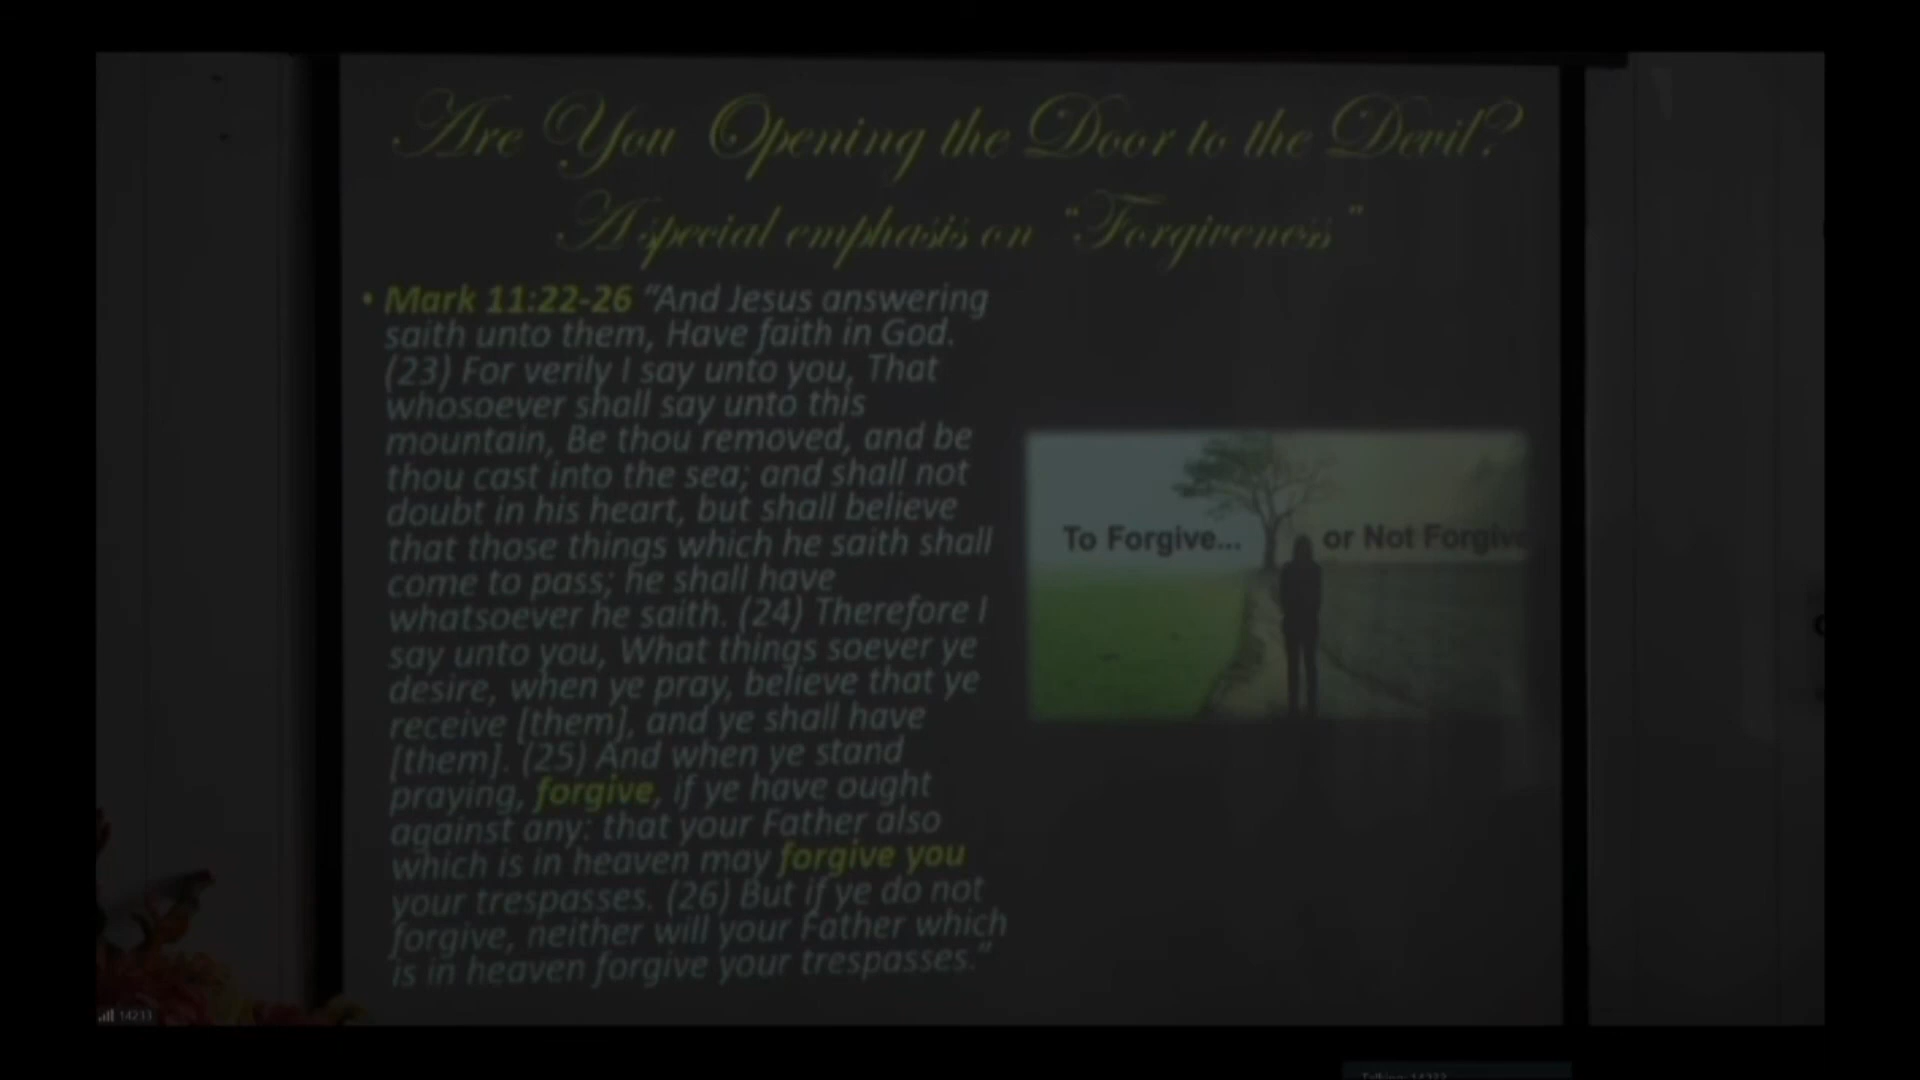 Are You Opening the Door to the Devil?
A special emphasis on "Forgiveness"
• Mark 11:22-26 "And Jesus answering
saith unto them, Have faith in God.
(23) For verily I say unto you, That
whosoever shall say unto this
mountain, Be thou removed, and be
thou cast into the sea; and shall not
doubt in his heart, but shall believe
that those things which he saith shall
come to pass; he shall have
whatsoever he saith. (24) Therefore I
say unto you, What things soever ye
desire, when ye pray, believe that ye
receive [them], and ye shall have
[them]. (25) And when ye stand
praying, forgive, if ye have ought
against any: that your Father also
which is in heaven may forgive you
your trespasses. (26) But if ye do not
forgive, neither will your Father which
is in heaven forgive your trespasses."
To Forgive... or Not Forgive
14233
Talking: 14233